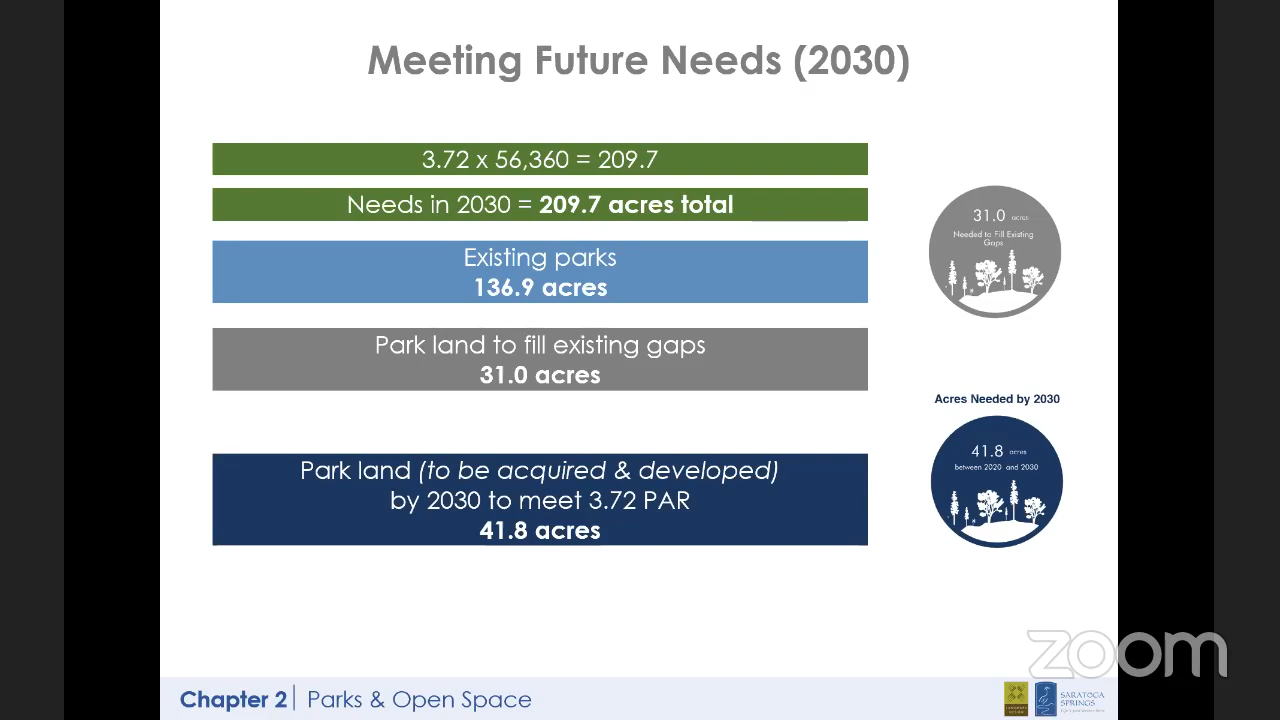 Meeting Future Needs (2030)
3.72 x 56,360 = 209.7
Needs in 2030 = 209.7 acres total
Existing parks
136.9 acres
Park land to fill existing gaps
31.0 acres
Park land (to be acquired & developed)
by 2030 to meet 3.72 PAR
41.8 acres
31.0 acres
Needed to Fill Existing
Gaps
Acres Needed by 2030
41.8 acres
between 2020 and 2030
zoom
Chapter 2 | Parks & Open Space
LANDMARK
DESIGN
SARATOGA
SPRINGS